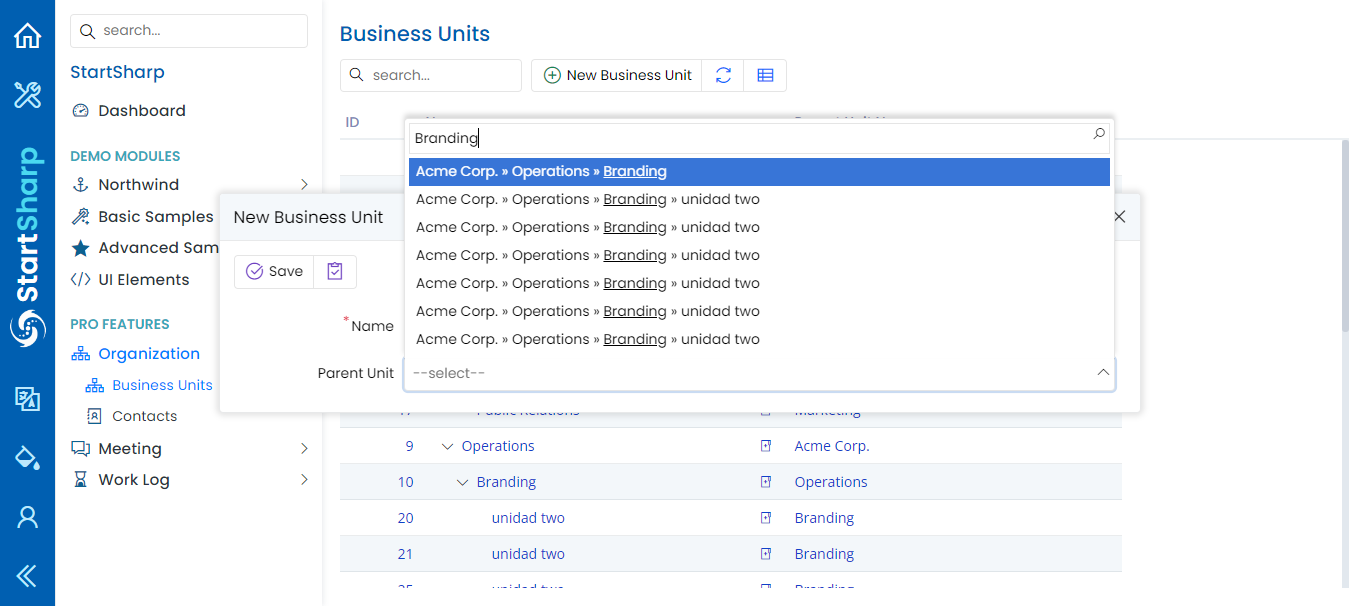 StartSharp
search...
StartSharp
Dashboard
DEMO MODULES
Northwind
Basic Samples
Advanced Sam
UI Elements
PRO FEATURES
Organization
Business Units
Contacts
Meeting
Work Log
Business Units
search...
New Business Unit
ID
Branding
Acme Corp. » Operations » Branding
Acme Corp. » Operations » Branding » unidad two
Acme Corp. » Operations » Branding » unidad two
Acme Corp. » Operations » Branding » unidad two
Acme Corp. » Operations » Branding » unidad two
Acme Corp. » Operations » Branding » unidad two
Acme Corp. » Operations » Branding » unidad two
New Business Unit
Save
*Name
Parent Unit --select--
Public Relations Marketing
9 Operations Acme Corp.
10 Branding Operations
20 unidad two Branding
21 unidad two Branding
unidad two Branding